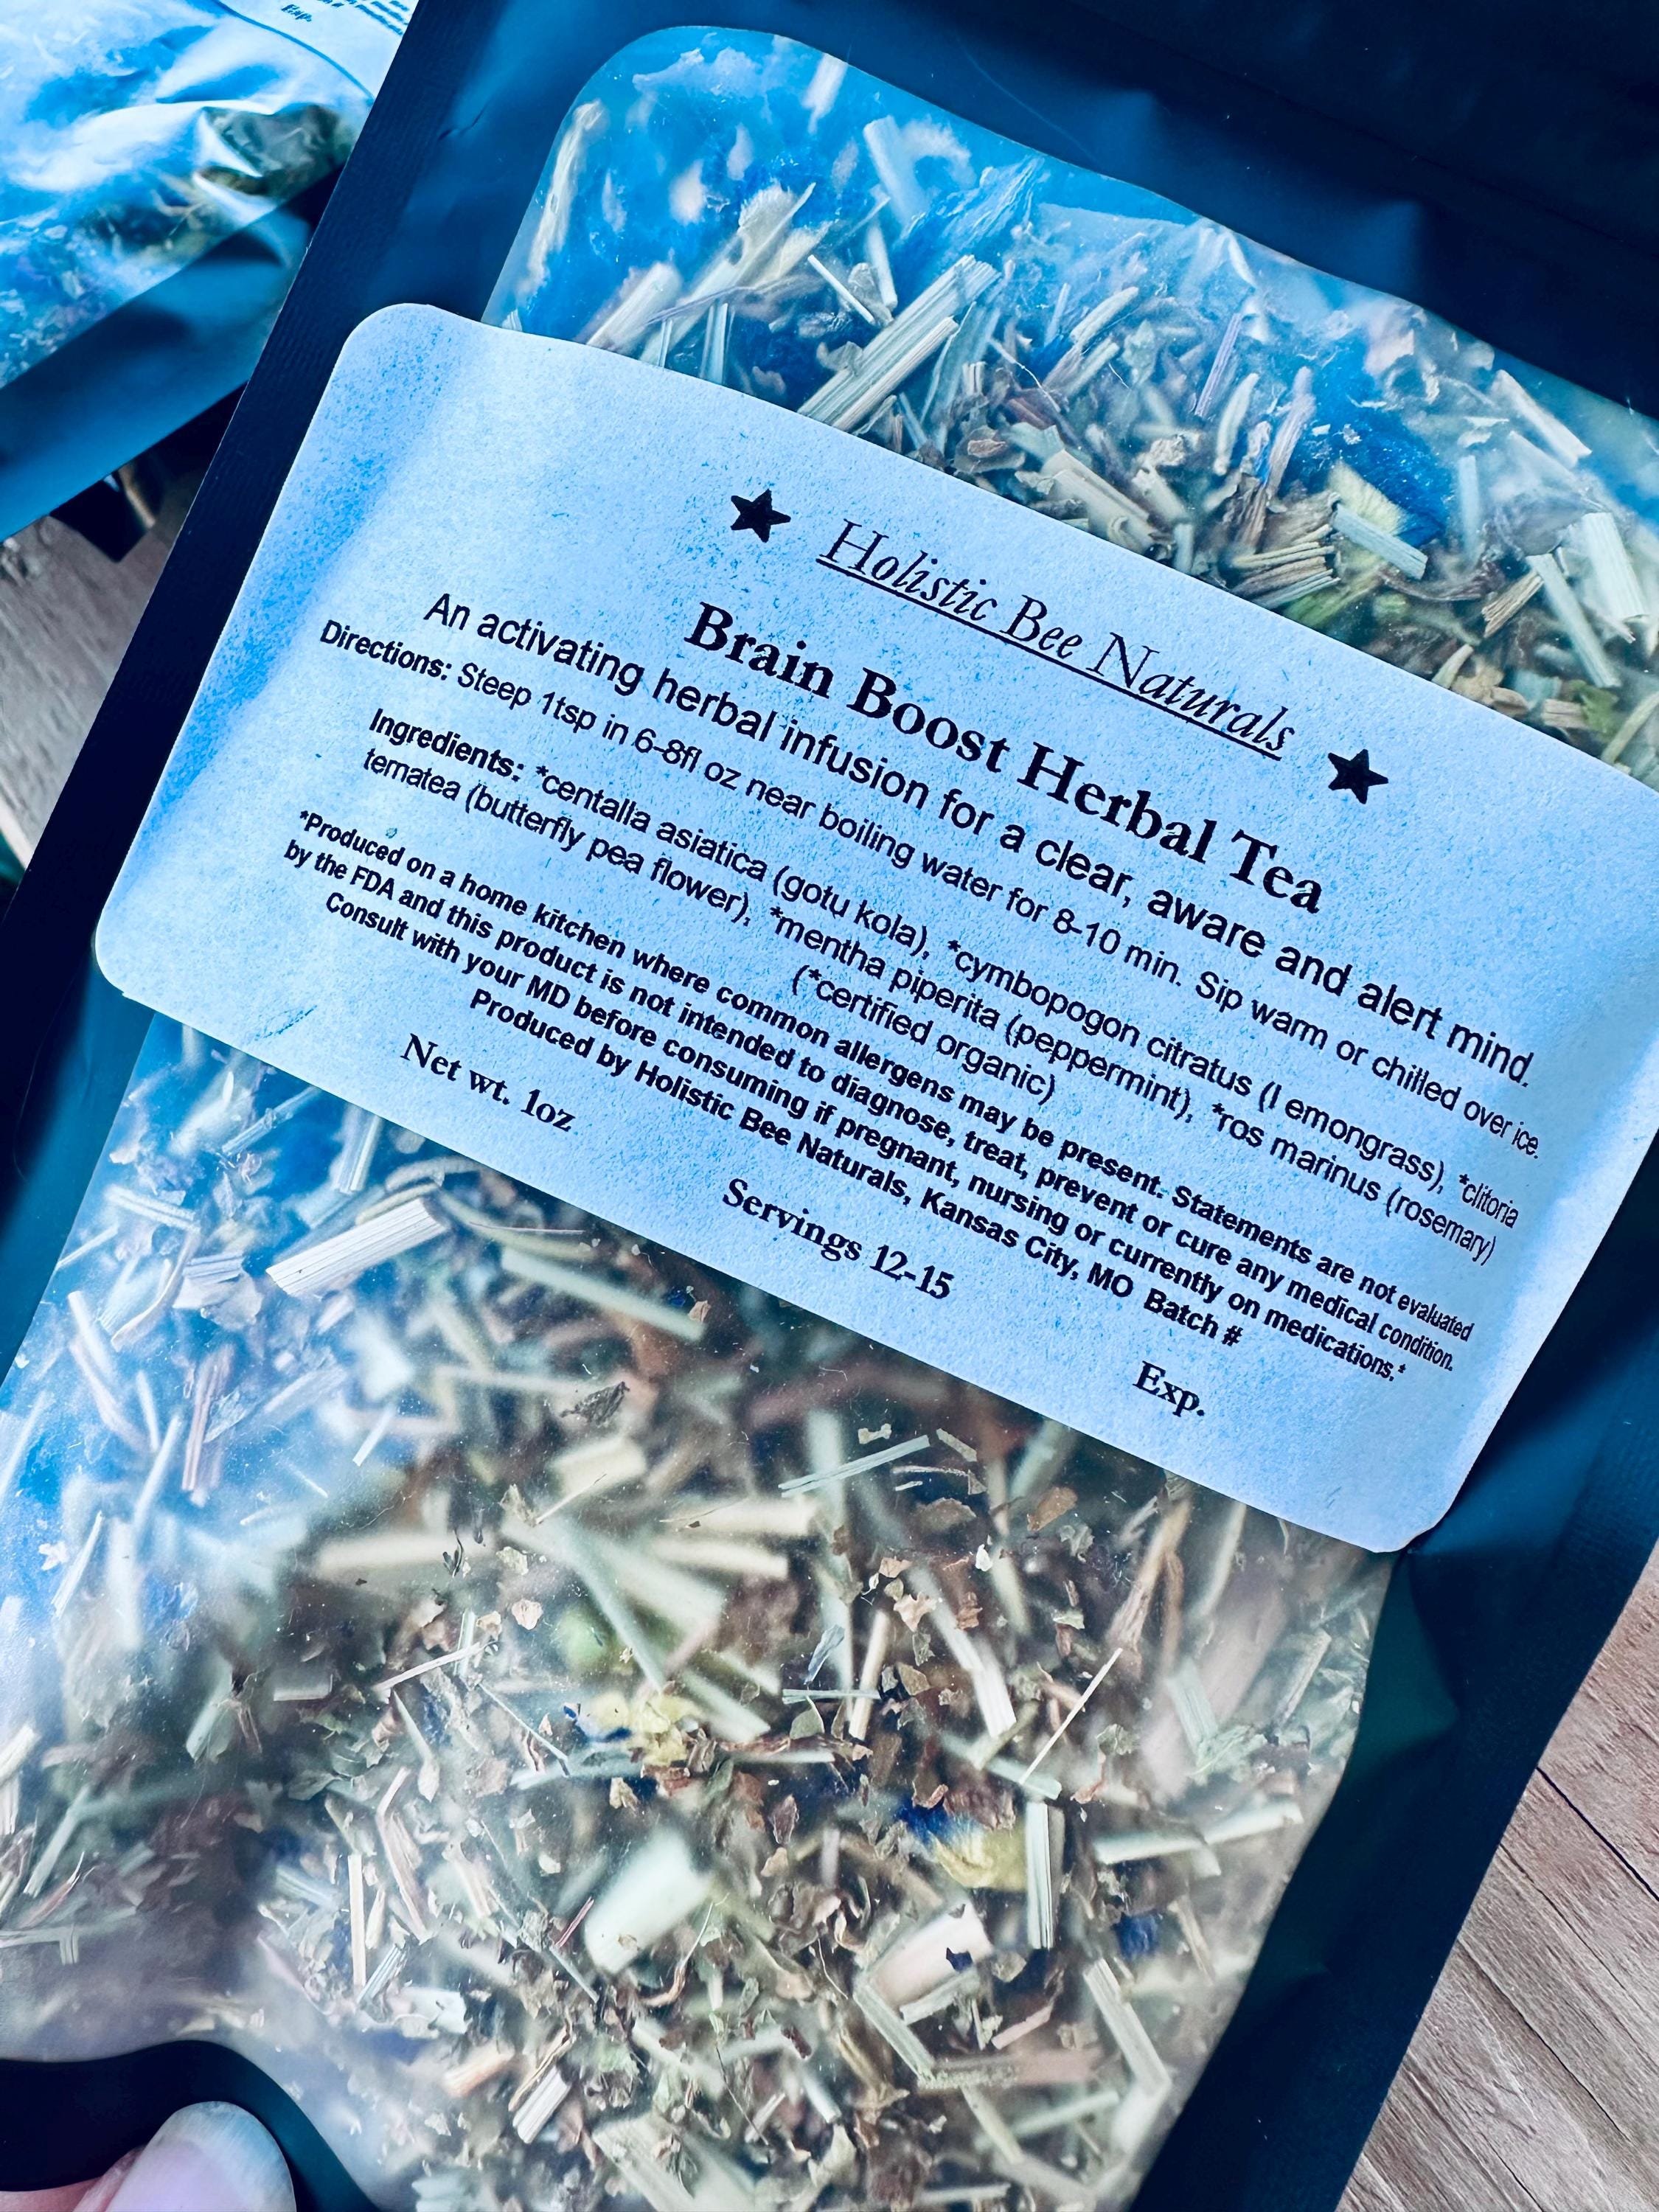 Exp.
★ Holistic Bee Naturals ★
Brain Boost Herbal Tea
An activating herbal infusion for a clear, aware and alert mind.
Directions: Steep 1tsp in 6-8fl oz near boiling water for 8-10 min. Sip warm or chilled over ice.
Ingredients: *centalla asiatica (gotu kola), *cymbopogon citratus (l emongrass), *clitoria
tematea (butterfly pea flower), *mentha piperita (peppermint), *ros marinus (rosemary)
(*certified organic)
*Produced on a home kitchen where common allergens may be present. Statements are not evaluated
by the FDA and this product is not intended to diagnose, treat, prevent or cure any medical condition.
Consult with your MD before consuming if pregnant, nursing or currently on medications.*
Produced by Holistic Bee Naturals, Kansas City, MO Batch #
Net wt. 1oz Servings 12-15 Exp.